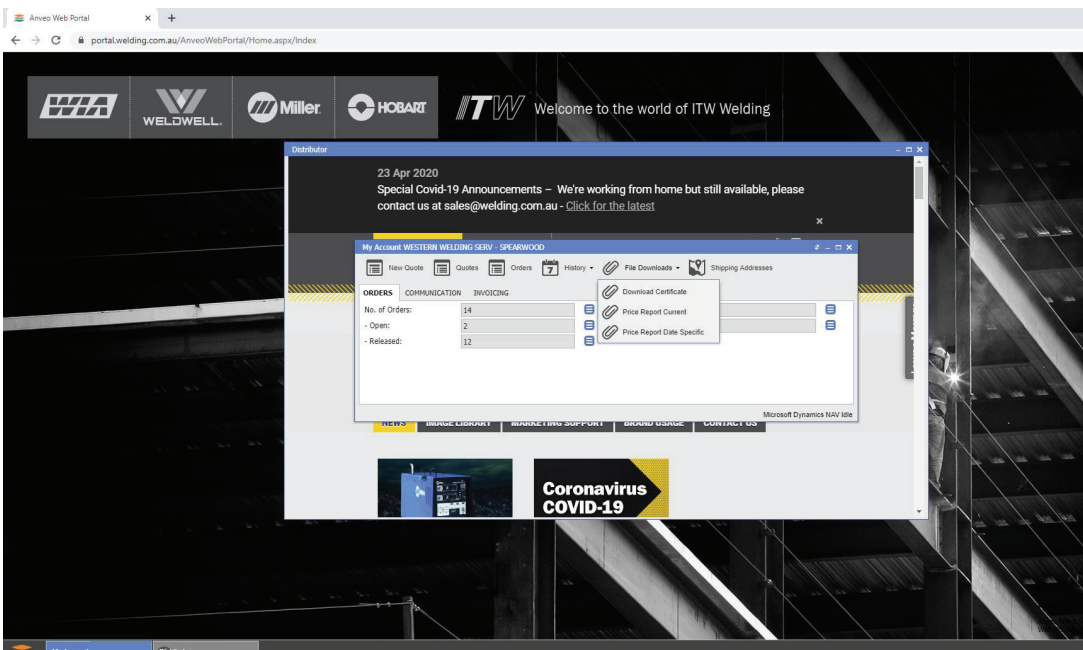 Anveo Web Portal
portal.welding.com.au/AnveoWebPortal/Home.aspx/Index
WIA WELDWELL. Miller. HOBART ITW Welcome to the world of ITW Welding
Distributor
23 Apr 2020
Special Covid-19 Announcements – We're working from home but still available, please
contact us at sales@welding.com.au - Click for the latest
My Account WESTERN WELDING SERV - SPEARWOOD
New Quote Quotes Orders 7 History File Downloads Shipping Addresses
ORDERS COMMUNICATION INVOICING
Download Certificate
No. of Orders: 14
Price Report Current
- Open: 2
Price Report Date Specific
- Released: 12
Microsoft Dynamics NAV Idle
NEWS IMAGE LIBRARY MARKETING SUPPORT BRAND USAGE CONTACT US
Coronavirus
COVID-19